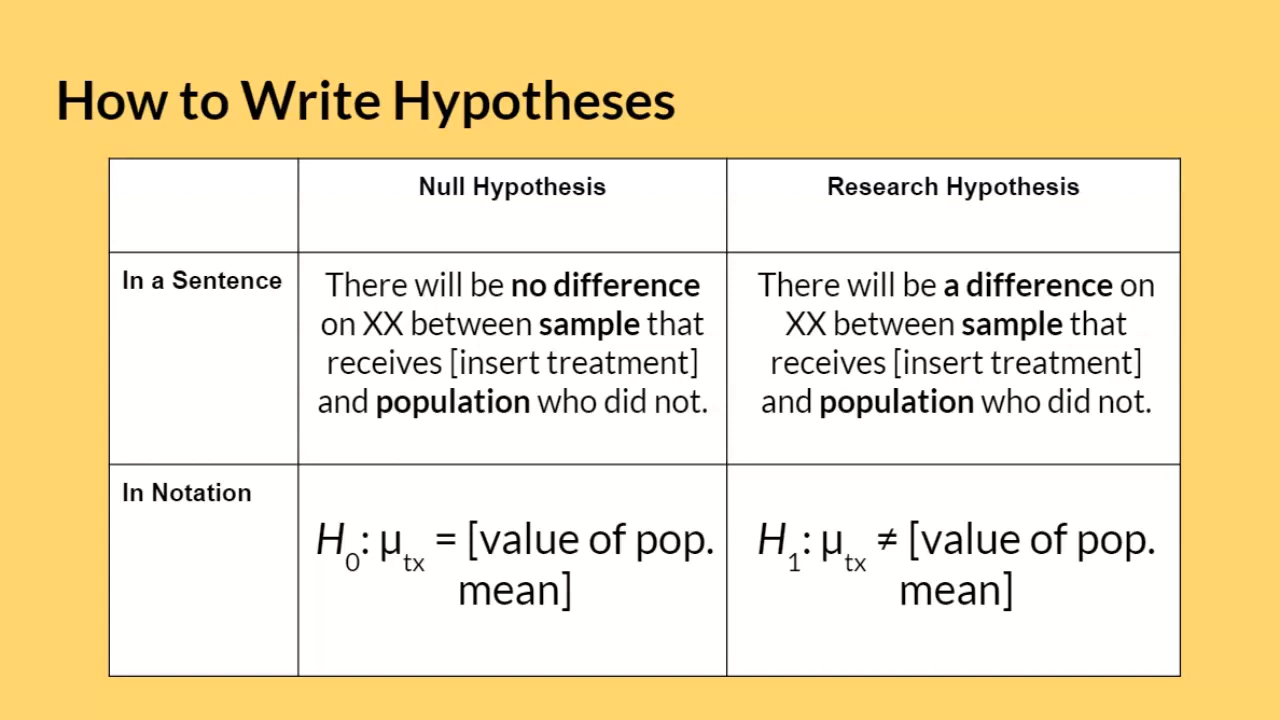 How to Write Hypotheses
Null Hypothesis
Research Hypothesis
In a Sentence
There will be no difference
on XX between sample that
receives [insert treatment]
and population who did not.
There will be a difference on
XX between sample that
receives [insert treatment]
and population who did not.
In Notation
H₀: μtx = [value of pop.
mean]
H₁: μtx ≠ [value of pop.
mean]